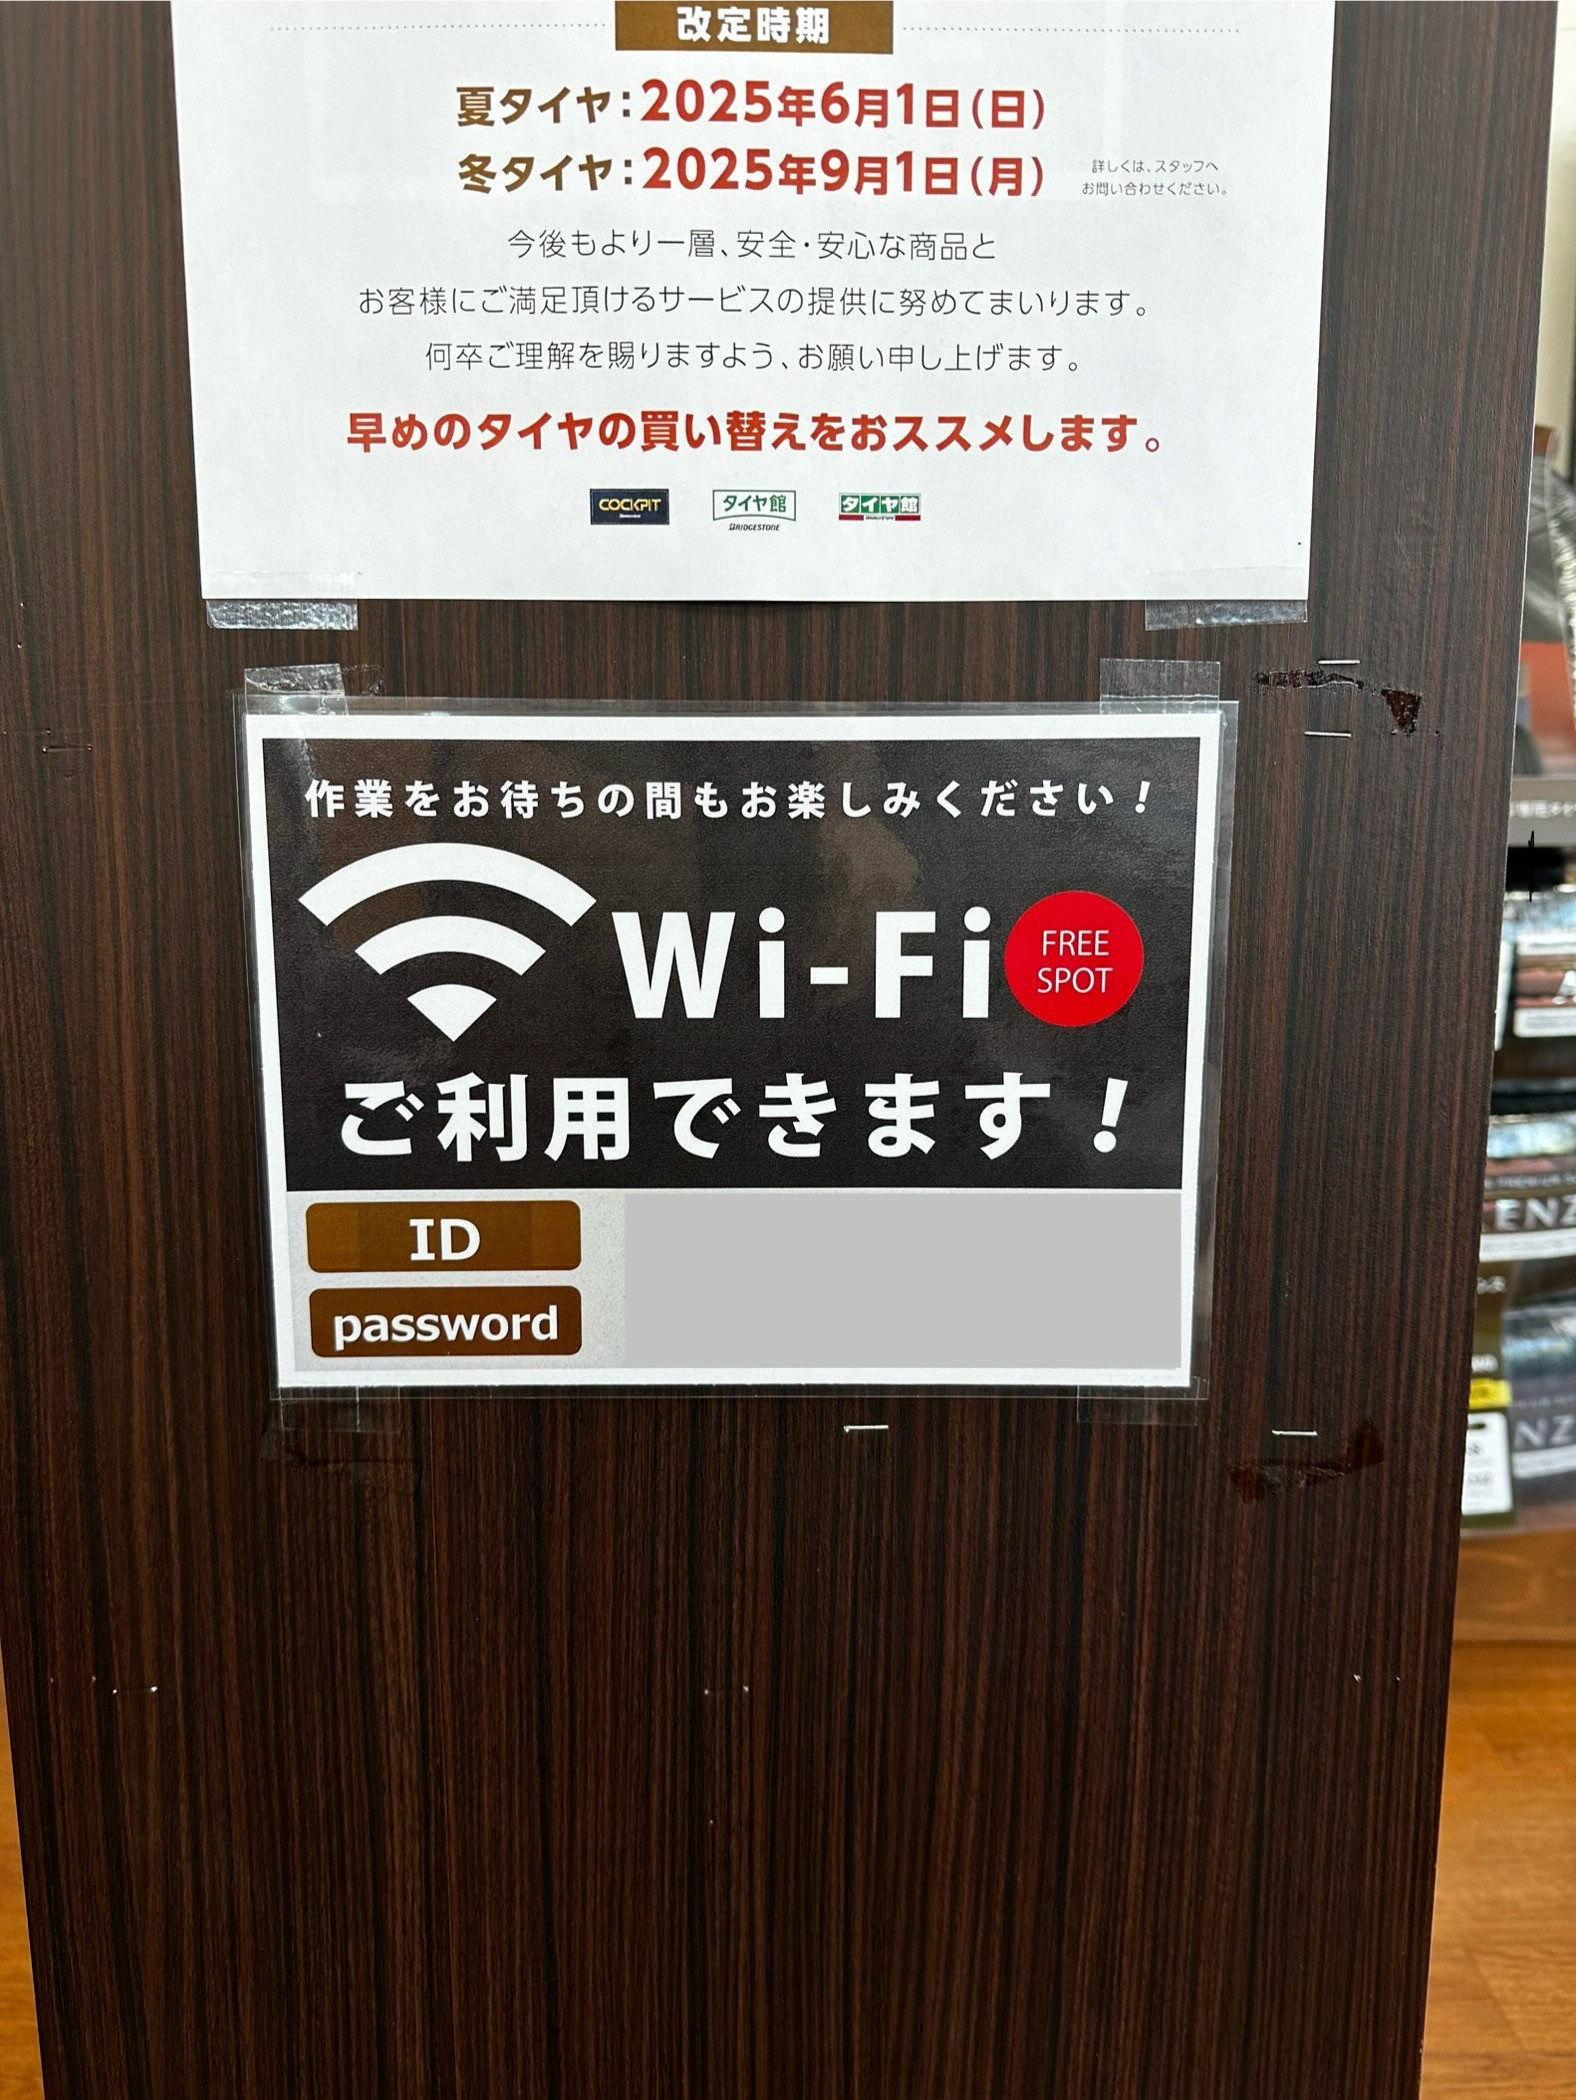 改定時期
夏タイヤ：2025年6月1日（日）
冬タイヤ：2025年9月1日（月）
詳しくは、スタッフへ
お問い合わせください。
今後もより一層、安全・安心な商品と
お客様にご満足頂けるサービスの提供に努めてまいります。
何卒ご理解を賜りますよう、お願い申し上げます。
早めのタイヤの買い替えをおススメします。
COCKPIT
タイヤ館
BRIDGESTONE
タイヤ館
作業をお待ちの間もお楽しみください！
Wi-Fi
FREE
SPOT
ご利用できます！
ID
password
ENZ
NZ